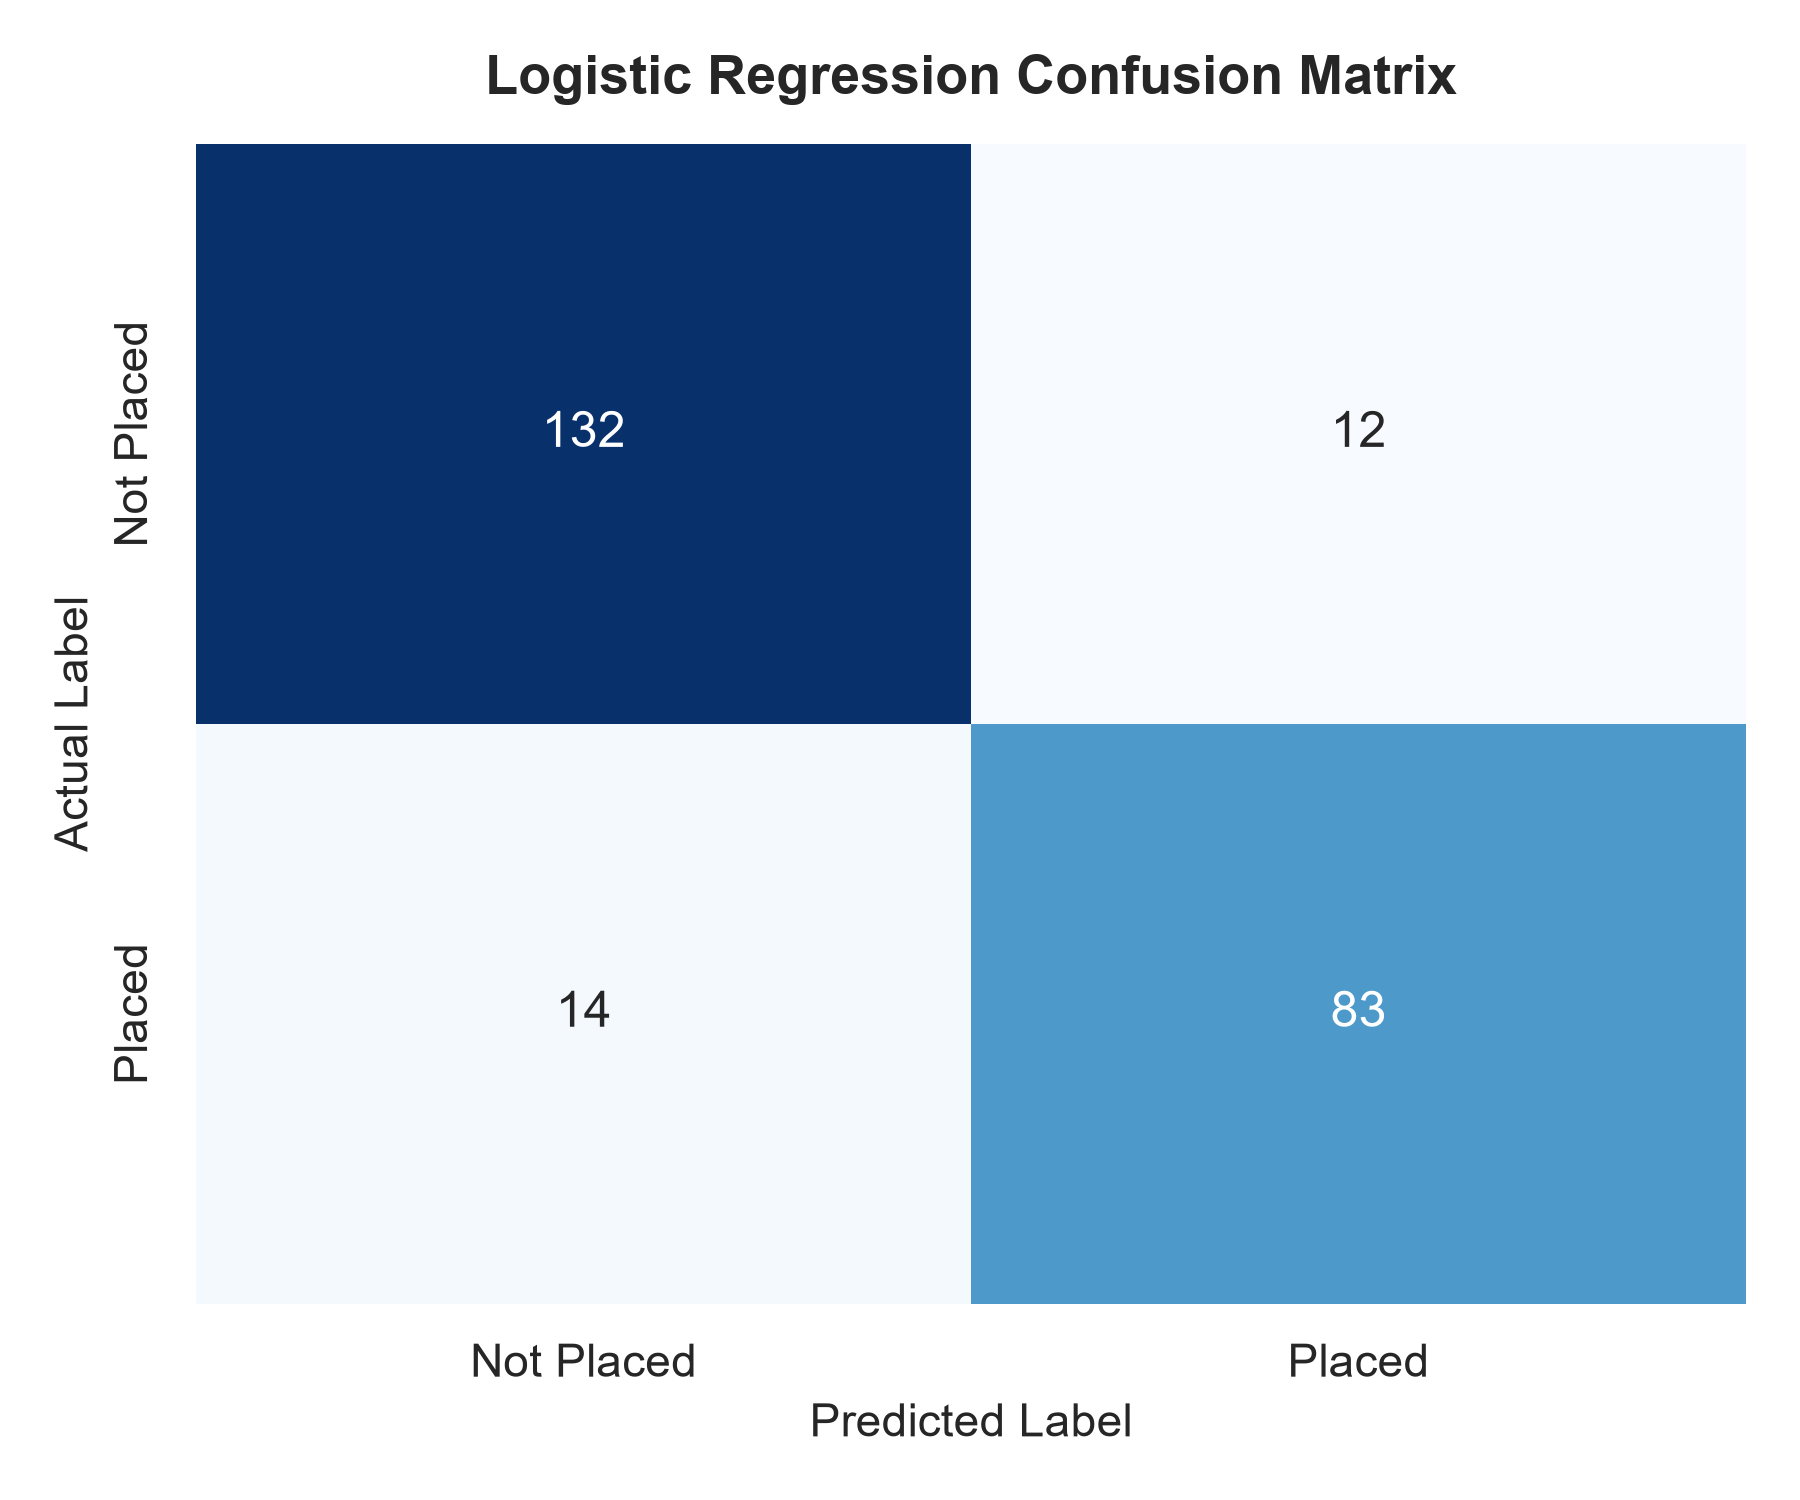 Logistic Regression Confusion Matrix
Actual Label
Not Placed
132
12
Placed
14
83
Not Placed
Placed
Predicted Label